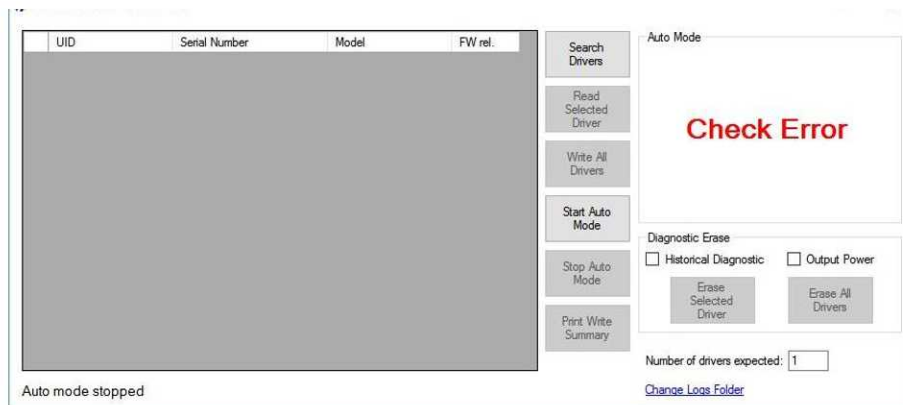 UID Serial Number Model FW rel.
Search
Drivers
Read
Selected
Driver
Write All
Drivers
Start Auto
Mode
Stop Auto
Mode
Print Write
Summary
Auto Mode
Check Error
Diagnostic Erase
Historical Diagnostic Output Power
Erase
Selected
Driver
Erase All
Drivers
Number of drivers expected: 1
Change Logs Folder
Auto mode stopped